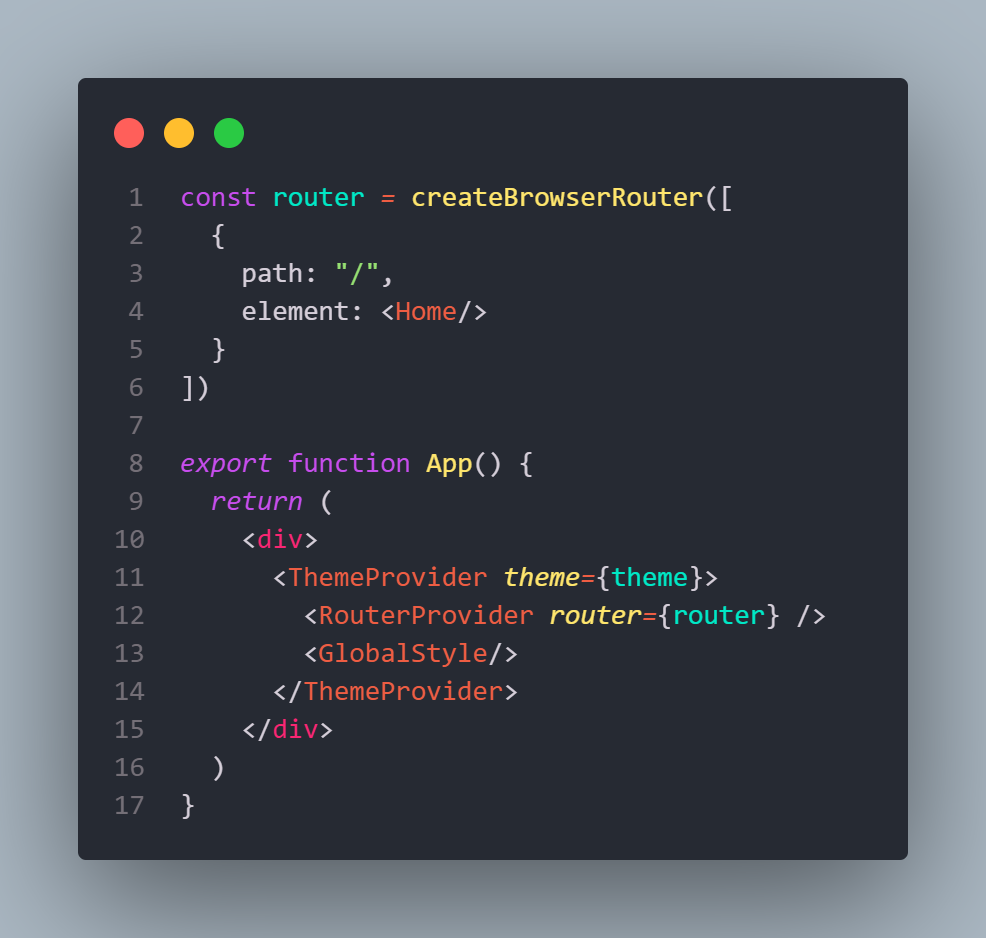 1 const router = createBrowserRouter([
2   {
3     path: "/",
4     element: <Home/>
5   }
6 ])
7
8 export function App() {
9   return (
10     <div>
11       <ThemeProvider theme={theme}>
12         <RouterProvider router={router} />
13         <GlobalStyle/>
14       </ThemeProvider>
15     </div>
16   )
17 }